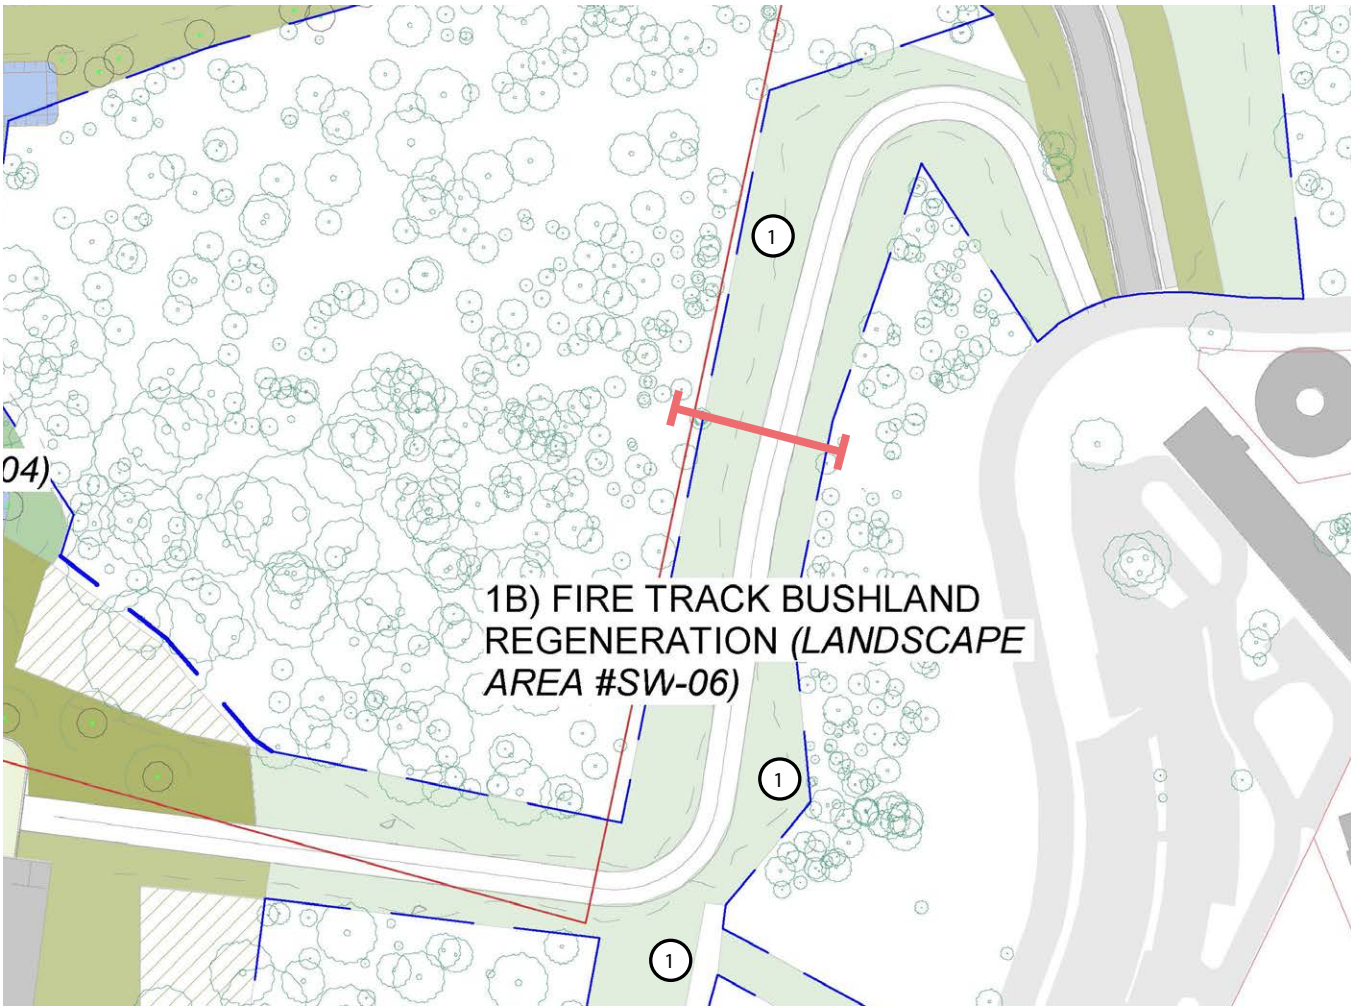 1
04)
1B) FIRE TRACK BUSHLAND
REGENERATION (LANDSCAPE
AREA #SW-06)
1
1